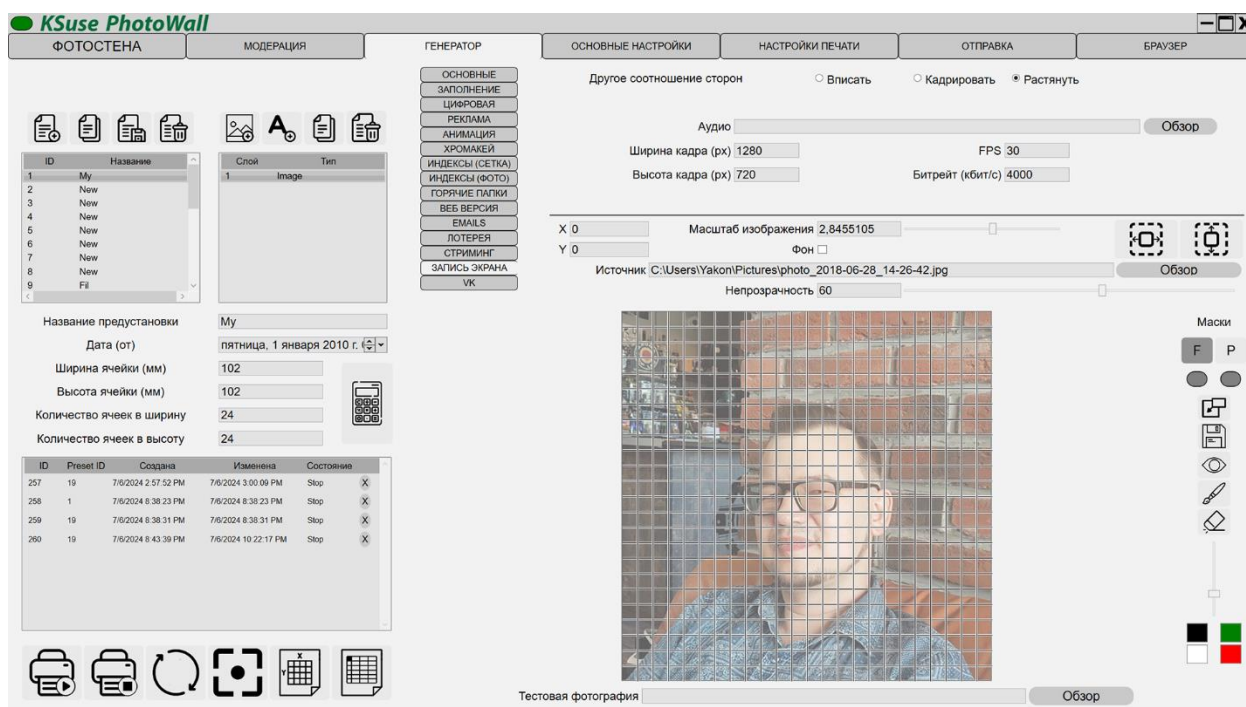 KSuse PhotoWall
ФОТОСТЕНА МОДЕРАЦИЯ ГЕНЕРАТОР ОСНОВНЫЕ НАСТРОЙКИ НАСТРОЙКИ ПЕЧАТИ ОТПРАВКА БРАУЗЕР
ID Название
1 My
2 New
3 New
4 New
5 New
6 New
7 New
8 New
9 Fil
Слой Тип
1 Image
Название предустановки My
Дата (от) пятница, 1 января 2010 г.
Ширина ячейки (мм) 102
Высота ячейки (мм) 102
Количество ячеек в ширину 24
Количество ячеек в высоту 24
ID Preset ID Создана Изменена Состояние
257 19 7/6/2024 2:57:52 PM 7/6/2024 3:00:09 PM Stop X
258 1 7/6/2024 8:38:23 PM 7/6/2024 8:38:23 PM Stop X
259 19 7/6/2024 8:38:31 PM 7/6/2024 8:38:31 PM Stop X
260 19 7/6/2024 8:43:39 PM 7/6/2024 10:22:17 PM Stop X
X
Y
ОСНОВНЫЕ
ЗАПОЛНЕНИЕ
ЦИФРОВАЯ
РЕКЛАМА
АНИМАЦИЯ
ХРОМАКЕЙ
ИНДЕКСЫ (СЕТКА)
ИНДЕКСЫ (ФОТО)
ГОРЯЧИЕ ПАПКИ
ВЕБ ВЕРСИЯ
EMAILS
ЛОТЕРЕЯ
СТРИМИНГ
ЗАПИСЬ ЭКРАНА
VK
Другое соотношение сторон Вписать Кадрировать Растянуть
Аудио Обзор
Ширина кадра (px) 1280 FPS 30
Высота кадра (px) 720 Битрейт (кбит/с) 4000
X 0 Масштаб изображения 2,8455105
Y 0 Фон
Источник C:\Users\Yakon\Pictures\photo_2018-06-28_14-26-42.jpg Обзор
Непрозрачность 60
Маски
F P
Тестовая фотография Обзор